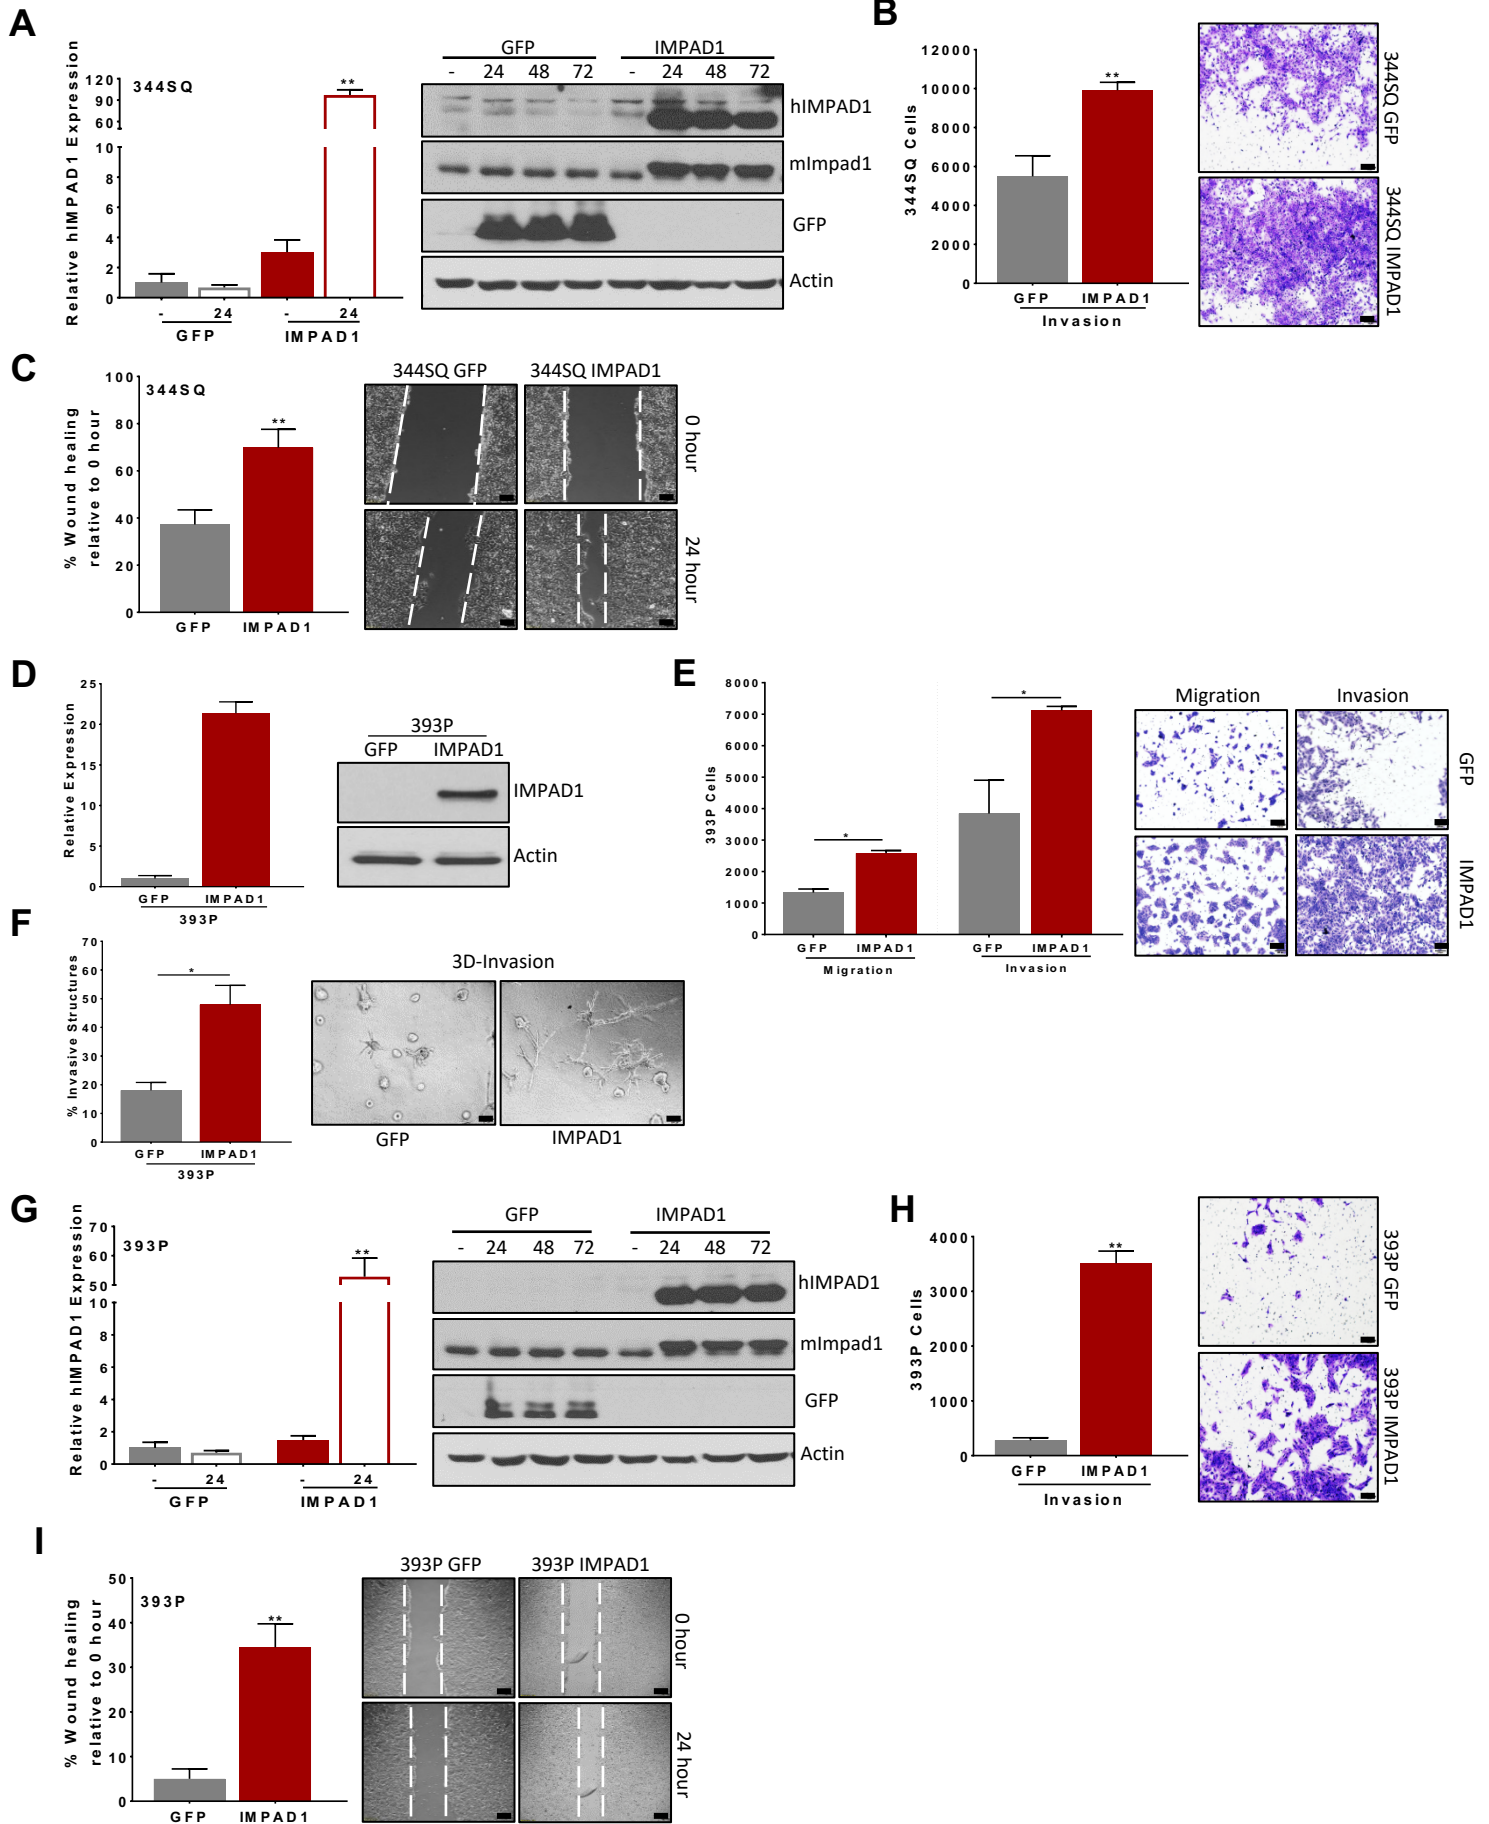 A
Relative hIMPAD1 Expression
344SQ
120
90
60
10
8
6
4
2
0
**
- 24 - 24
GFP IMPAD1
GFP IMPAD1
- 24 48 72 - 24 48 72
hIMPAD1
mImpad1
GFP
Actin
B
344SQ Cells
12000
10000
8000
6000
4000
2000
0
**
GFP IMPAD1
Invasion
344SQ GFP
344SQ IMPAD1
C
% Wound healing
relative to 0 hour
344SQ
100
80
60
40
20
0
**
GFP IMPAD1
344SQ GFP 344SQ IMPAD1
0 hour
24 hour
D
Relative Expression
25
20
15
10
5
0
GFP IMPAD1
393P
393P
GFP IMPAD1
IMPAD1
Actin
E
393P Cells
8000
7000
6000
5000
4000
3000
2000
1000
0
*
*
GFP IMPAD1 GFP IMPAD1
Migration Invasion
Migration Invasion
GFP
IMPAD1
F
% Invasive Structures
70
60
50
40
30
20
10
0
*
GFP IMPAD1
393P
3D-Invasion
GFP IMPAD1
G
Relative hIMPAD1 Expression
393P
70
60
50
10
8
6
4
2
0
**
- 24 - 24
GFP IMPAD1
GFP IMPAD1
- 24 48 72 - 24 48 72
hIMPAD1
mImpad1
GFP
Actin
H
393P Cells
4000
3000
2000
1000
0
**
GFP IMPAD1
Invasion
393P GFP
393P IMPAD1
I
% Wound healing
relative to 0 hour
393P
50
40
30
20
10
0
**
GFP IMPAD1
393P GFP 393P IMPAD1
0 hour
24 hour